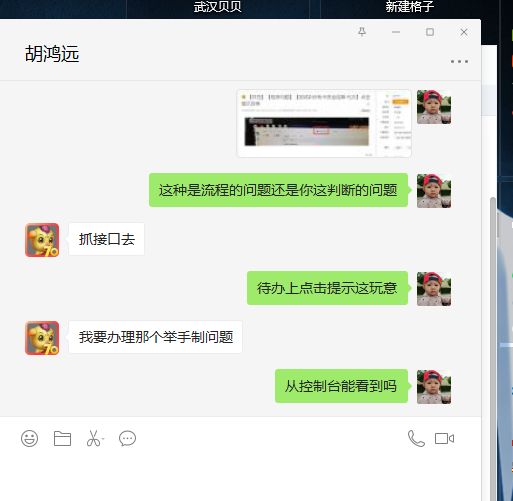 武汉贝贝
新建格子
胡鸿远
这种是流程的问题还是你这判断的问题
抓接口去
待办上点击提示这玩意
我要办理那个举手制问题
从控制台能看到吗